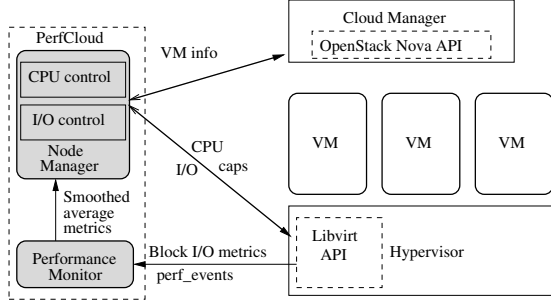 PerfCloud
CPU control
I/O control
Node
Manager
Smoothed
average
metrics
Performance
Monitor
VM info
CPU
I/O
caps
Block I/O metrics
perf_events
Cloud Manager
OpenStack Nova API
VM
VM
VM
Libvirt
API
Hypervisor